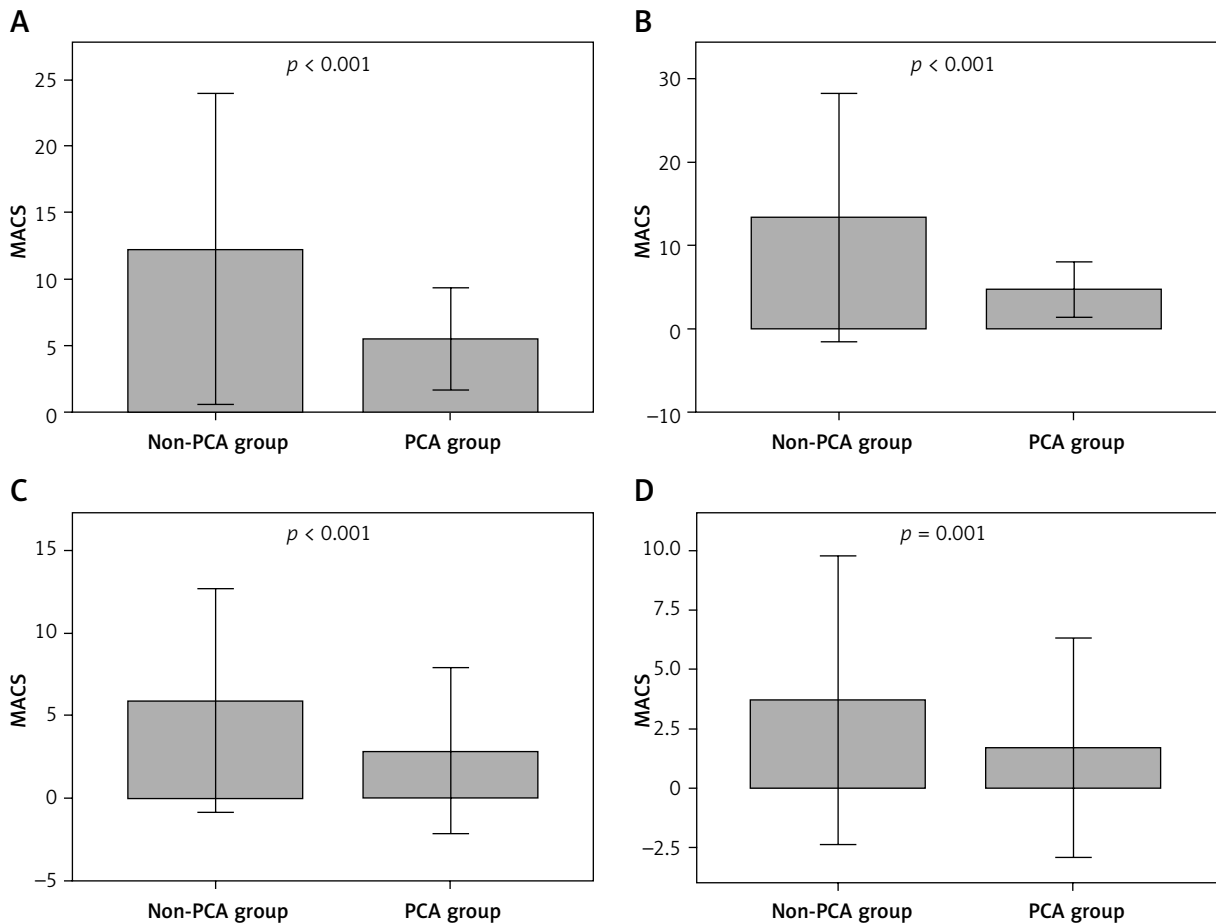 A
p < 0.001
25
20
15
10
5
0
MACS
Non-PCA group PCA group
B
p < 0.001
30
20
10
0
−10
MACS
Non-PCA group PCA group
C
p < 0.001
15
10
5
0
−5
MACS
Non-PCA group PCA group
D
p = 0.001
10.0
7.5
5.0
2.5
0
−2.5
MACS
Non-PCA group PCA group